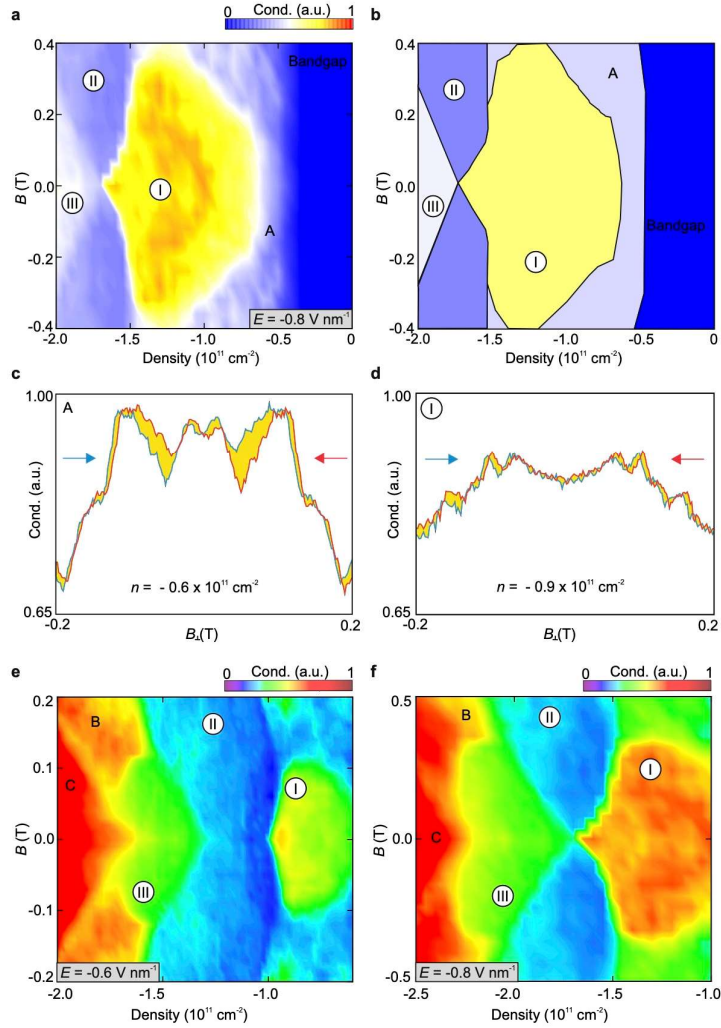 a
Cond. (a.u.)
0 1
0.4
0.2
0.0
-0.2
-0.4
B (T)
II
III
I
A
Bandgap
E = -0.8 V nm-1
-2.0 -1.5 -1.0 -0.5 0
Density (10¹¹ cm⁻²)
b
0.4
0.2
0.0
-0.2
-0.4
B (T)
II
III
I
A
Bandgap
-2.0 -1.5 -1.0 -0.5 0
Density (10¹¹ cm⁻²)
c
1.00
A
Cond. (a.u.)
n = - 0.6 x 10¹¹ cm⁻²
0.65
-0.2 0.2
B⊥(T)
d
1.00
I
Cond. (a.u.)
n = - 0.9 x 10¹¹ cm⁻²
0.65
-0.2 0.2
B⊥(T)
e
Cond. (a.u.)
0 1
0.2
0.1
0.0
-0.1
-0.2
B (T)
B
C
II
I
III
E = -0.6 V nm⁻¹
-2.0 -1.5 -1.0
Density (10¹¹ cm⁻²)
f
Cond. (a.u.)
0 1
0.5
0.0
-0.5
B (T)
B
C
II
I
III
E = -0.8 V nm⁻¹
-2.5 -2.0 -1.5 -1.0
Density (10¹¹ cm⁻²)